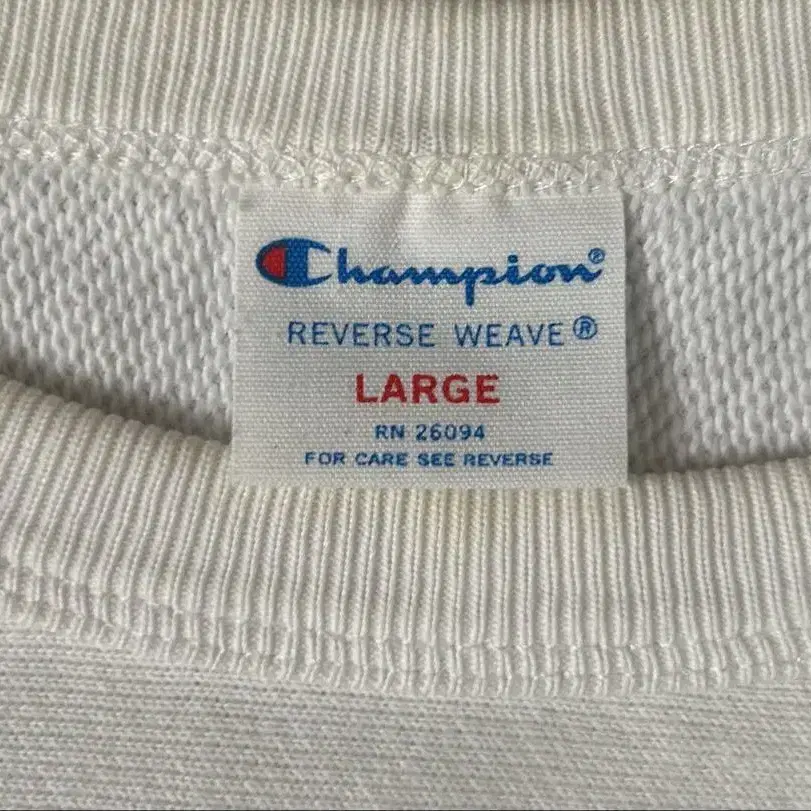 Champion®
REVERSE WEAVE®
LARGE
RN 26094
FOR CARE SEE REVERSE